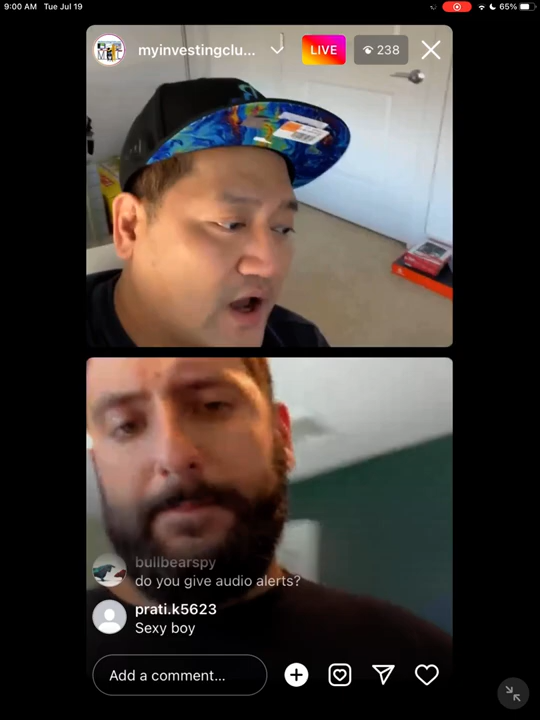 9:00 AM Tue Jul 19
65%
myinvestingclu...
LIVE
238
bullbearspy
do you give audio alerts?
prati.k5623
Sexy boy
Add a comment...